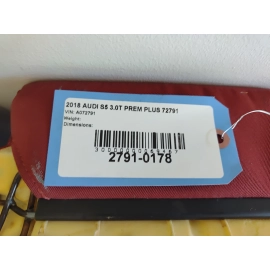 2018 AUDI S5 3.0T PREM PLUS 72791
VIN: A072791
Weight:
Dimensions:
2791-0178